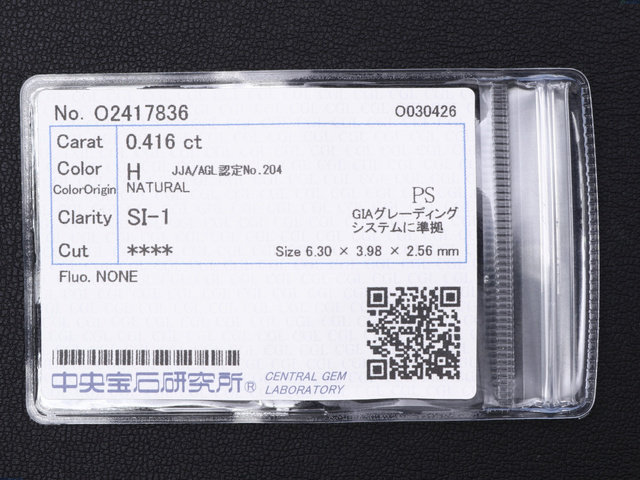 No. O2417836 O030426
Carat 0.416 ct
Color H JJA/AGL認定No.204
ColorOrigin NATURAL
PS
Clarity SI-1 GIAグレーディング
システムに準拠
Cut **** Size 6.30 × 3.98 × 2.56 mm
Fluo. NONE
中央宝石研究所® CENTRAL GEM
LABORATORY